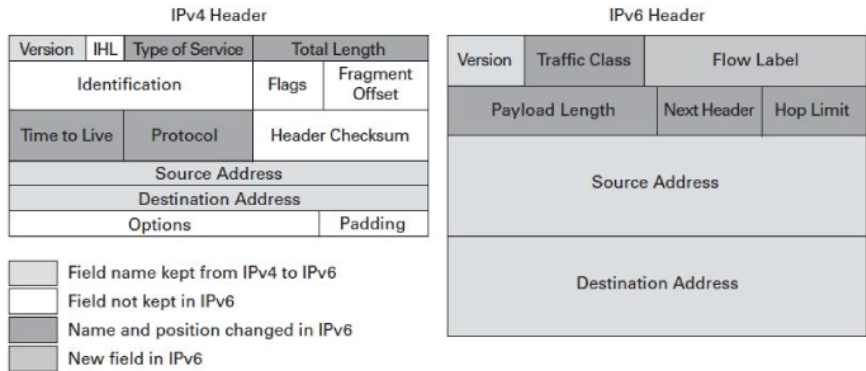 IPv4 Header
Version IHL Type of Service Total Length
Identification Flags Fragment Offset
Time to Live Protocol Header Checksum
Source Address
Destination Address
Options Padding
Field name kept from IPv4 to IPv6
Field not kept in IPv6
Name and position changed in IPv6
New field in IPv6
IPv6 Header
Version Traffic Class Flow Label
Payload Length Next Header Hop Limit
Source Address
Destination Address